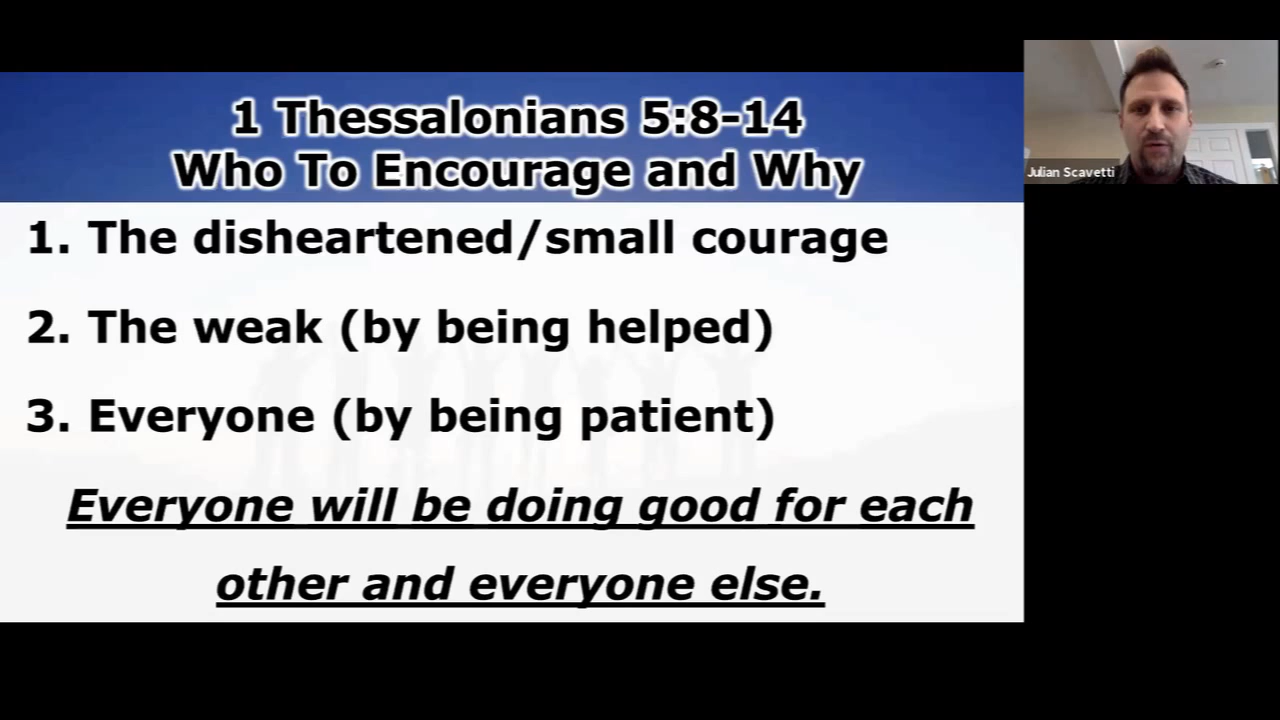 1 Thessalonians 5:8-14
Who To Encourage and Why
1. The disheartened/small courage
2. The weak (by being helped)
3. Everyone (by being patient)
Everyone will be doing good for each
other and everyone else.
Julian Scavetti